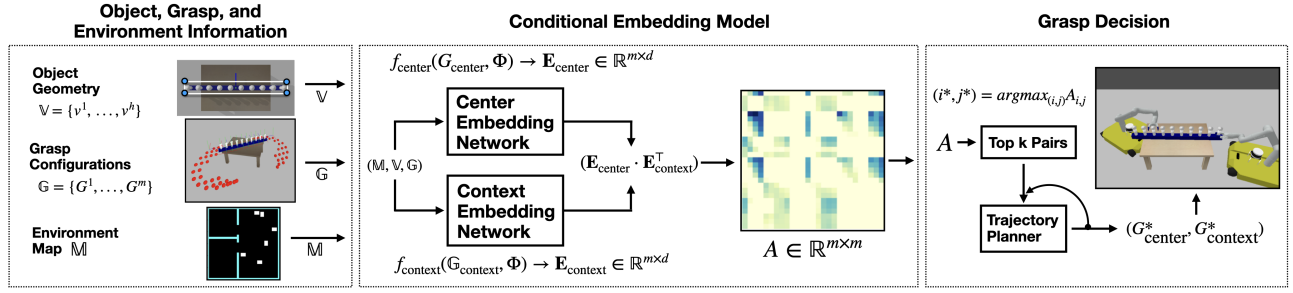 Object, Grasp, and
Environment Information
Object
Geometry
𝕍 = {v¹, . . . , vʰ}
𝕍
Grasp
Configurations
𝔾 = {G¹, . . . , Gᵐ}
𝔾
Environment
Map 𝕄
𝕄
Conditional Embedding Model
f_center(G_center, Φ) → E_center ∈ ℝ^{m×d}
(𝕄, 𝕍, 𝔾)
Center
Embedding
Network
(E_center · E_context^⊤)
Context
Embedding
Network
f_context(𝔾_context, Φ) → E_context ∈ ℝ^{m×d}
A ∈ ℝ^{m×m}
Grasp Decision
(i*, j*) = argmax_{(i,j)} A_{i,j}
A
Top k Pairs
Trajectory
Planner
(G*_center, G*_context)